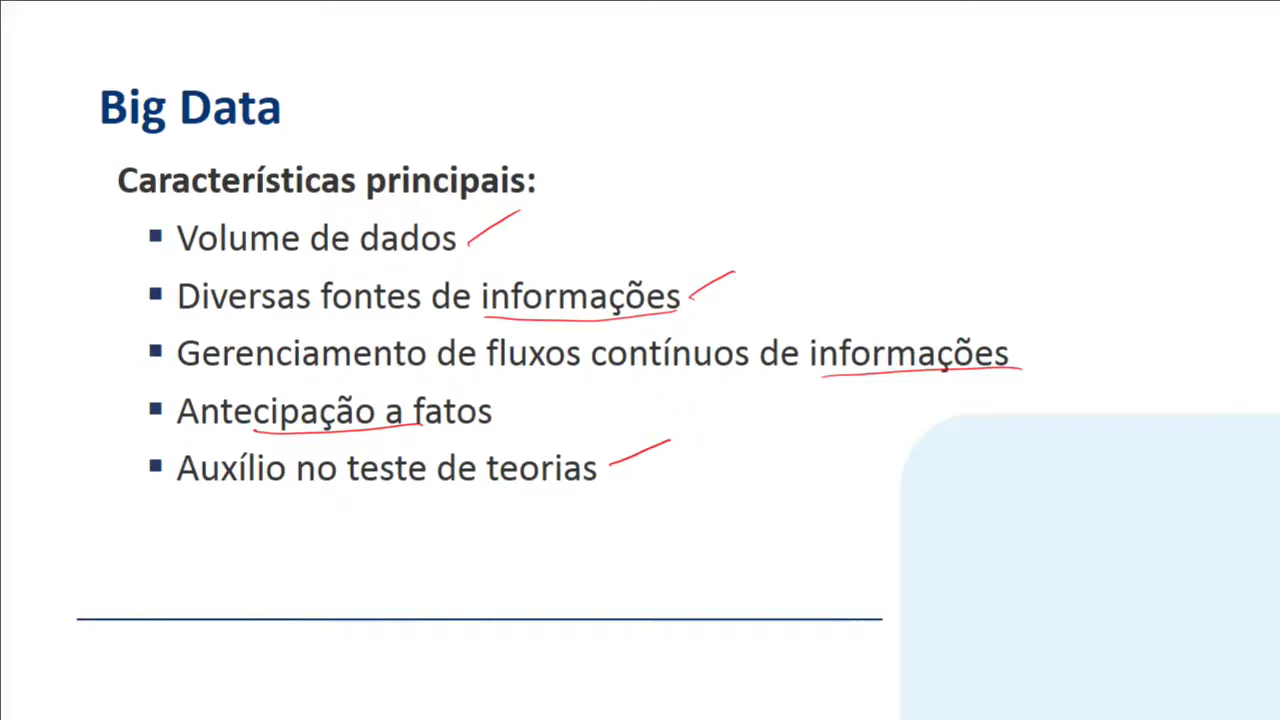 Big Data
Características principais:
▪ Volume de dados
▪ Diversas fontes de informações
▪ Gerenciamento de fluxos contínuos de informações
▪ Antecipação a fatos
▪ Auxílio no teste de teorias